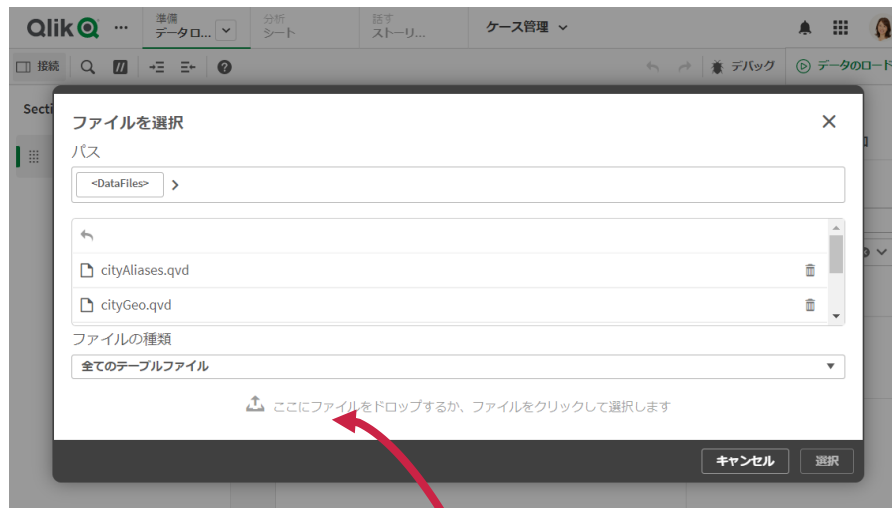 Qlik
準備
データロ...
分析
シート
話す
ストーリ...
ケース管理
接続
デバッグ
データのロード
Secti
ファイルを選択
パス
<DataFiles>
cityAliases.qvd
cityGeo.qvd
ファイルの種類
全てのテーブルファイル
ここにファイルをドロップするか、ファイルをクリックして選択します
キャンセル
選択